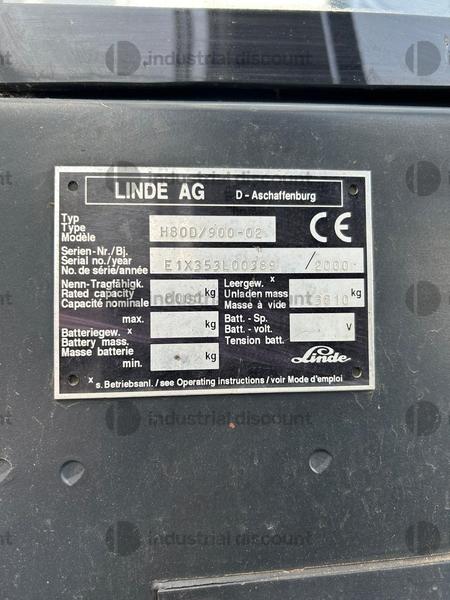 industrial discount
LINDE AG D-Aschaffenburg
Typ
Type
Modèle
H80D/900-02
CE
Serien-Nr./Bj.
Serial no./year
No. de série/année
E1X353L00389 /2000
Nenn-Tragfähigk.
Rated capacity
Capacité nominale
kg
Leergew. x
Unladen mass
Masse à vide
kg
max. kg
Batteriegew. x
Battery mass.
Masse batterie
min. kg
Batt.- Sp.
Batt.- volt.
Tension batt.
V
Linde
x s. Betriebsanl. /see Operating instructions /voir Mode d'emploi
industrial discount